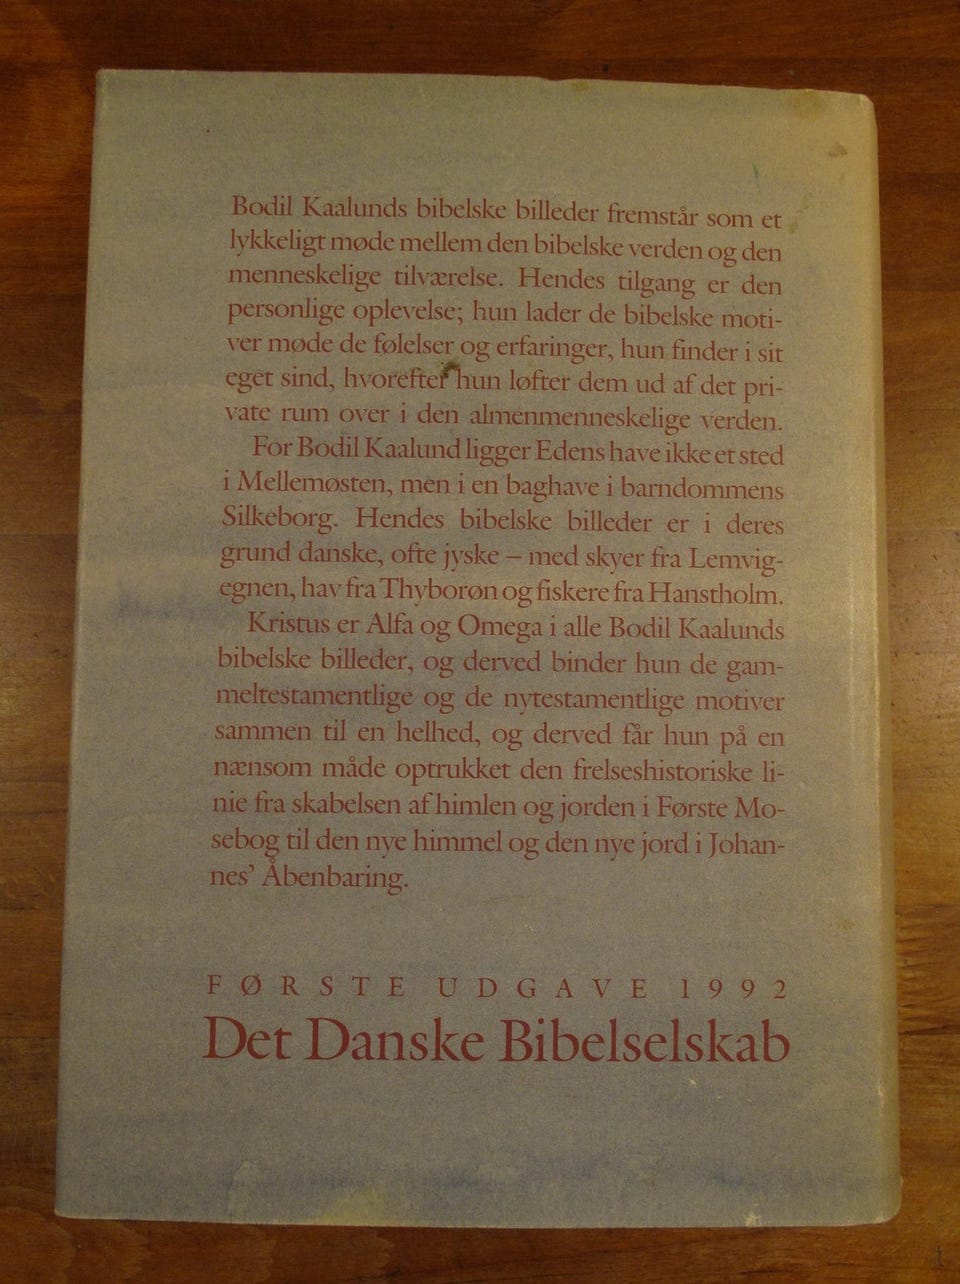 Bodil Kaalunds bibelske billeder fremstår som et
lykkeligt møde mellem den bibelske verden og den
menneskelige tilværelse. Hendes tilgang er den
personlige oplevelse; hun lader de bibelske moti-
ver møde de følelser og erfaringer, hun finder i sit
eget sind, hvorefter hun løfter dem ud af det pri-
vate rum over i den almenmenneskelige verden.
For Bodil Kaalund ligger Edens have ikke et sted
i Mellemøsten, men i en baghave i barndommens
Silkeborg. Hendes bibelske billeder er i deres
grund danske, ofte jyske – med skyer fra Lemvig-
egnen, hav fra Thyborøn og fiskere fra Hanstholm.
Kristus er Alfa og Omega i alle Bodil Kaalunds
bibelske billeder, og derved binder hun de gam-
meltestamentlige og de nytestamentlige motiver
sammen til en helhed, og derved får hun på en
nænsom måde optrukket den frelseshistoriske li-
nie fra skabelsen af himlen og jorden i Første Mo-
sebog til den nye himmel og den nye jord i Johan-
nes' Åbenbaring.
FØRSTE UDGAVE 1992
Det Danske Bibelselskab